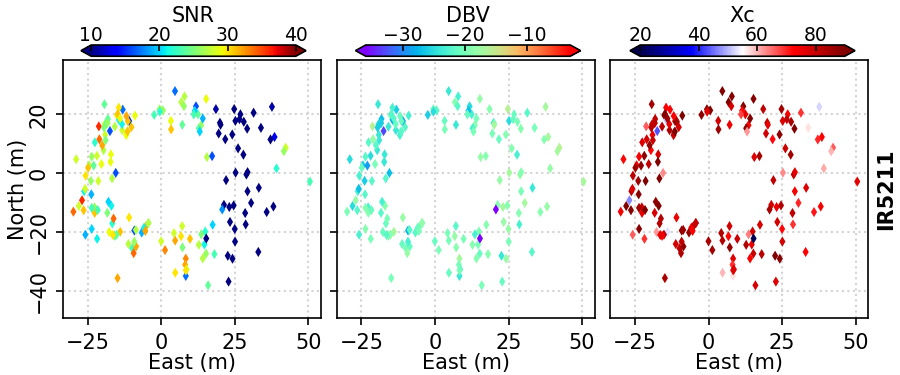 SNR DBV Xc
10 20 30 40 −30 −20 −10 20 40 60 80
20
0
−20
−40
North (m)
−25 0 25 50 −25 0 25 50 −25 0 25 50
East (m) East (m) East (m)
IR5211